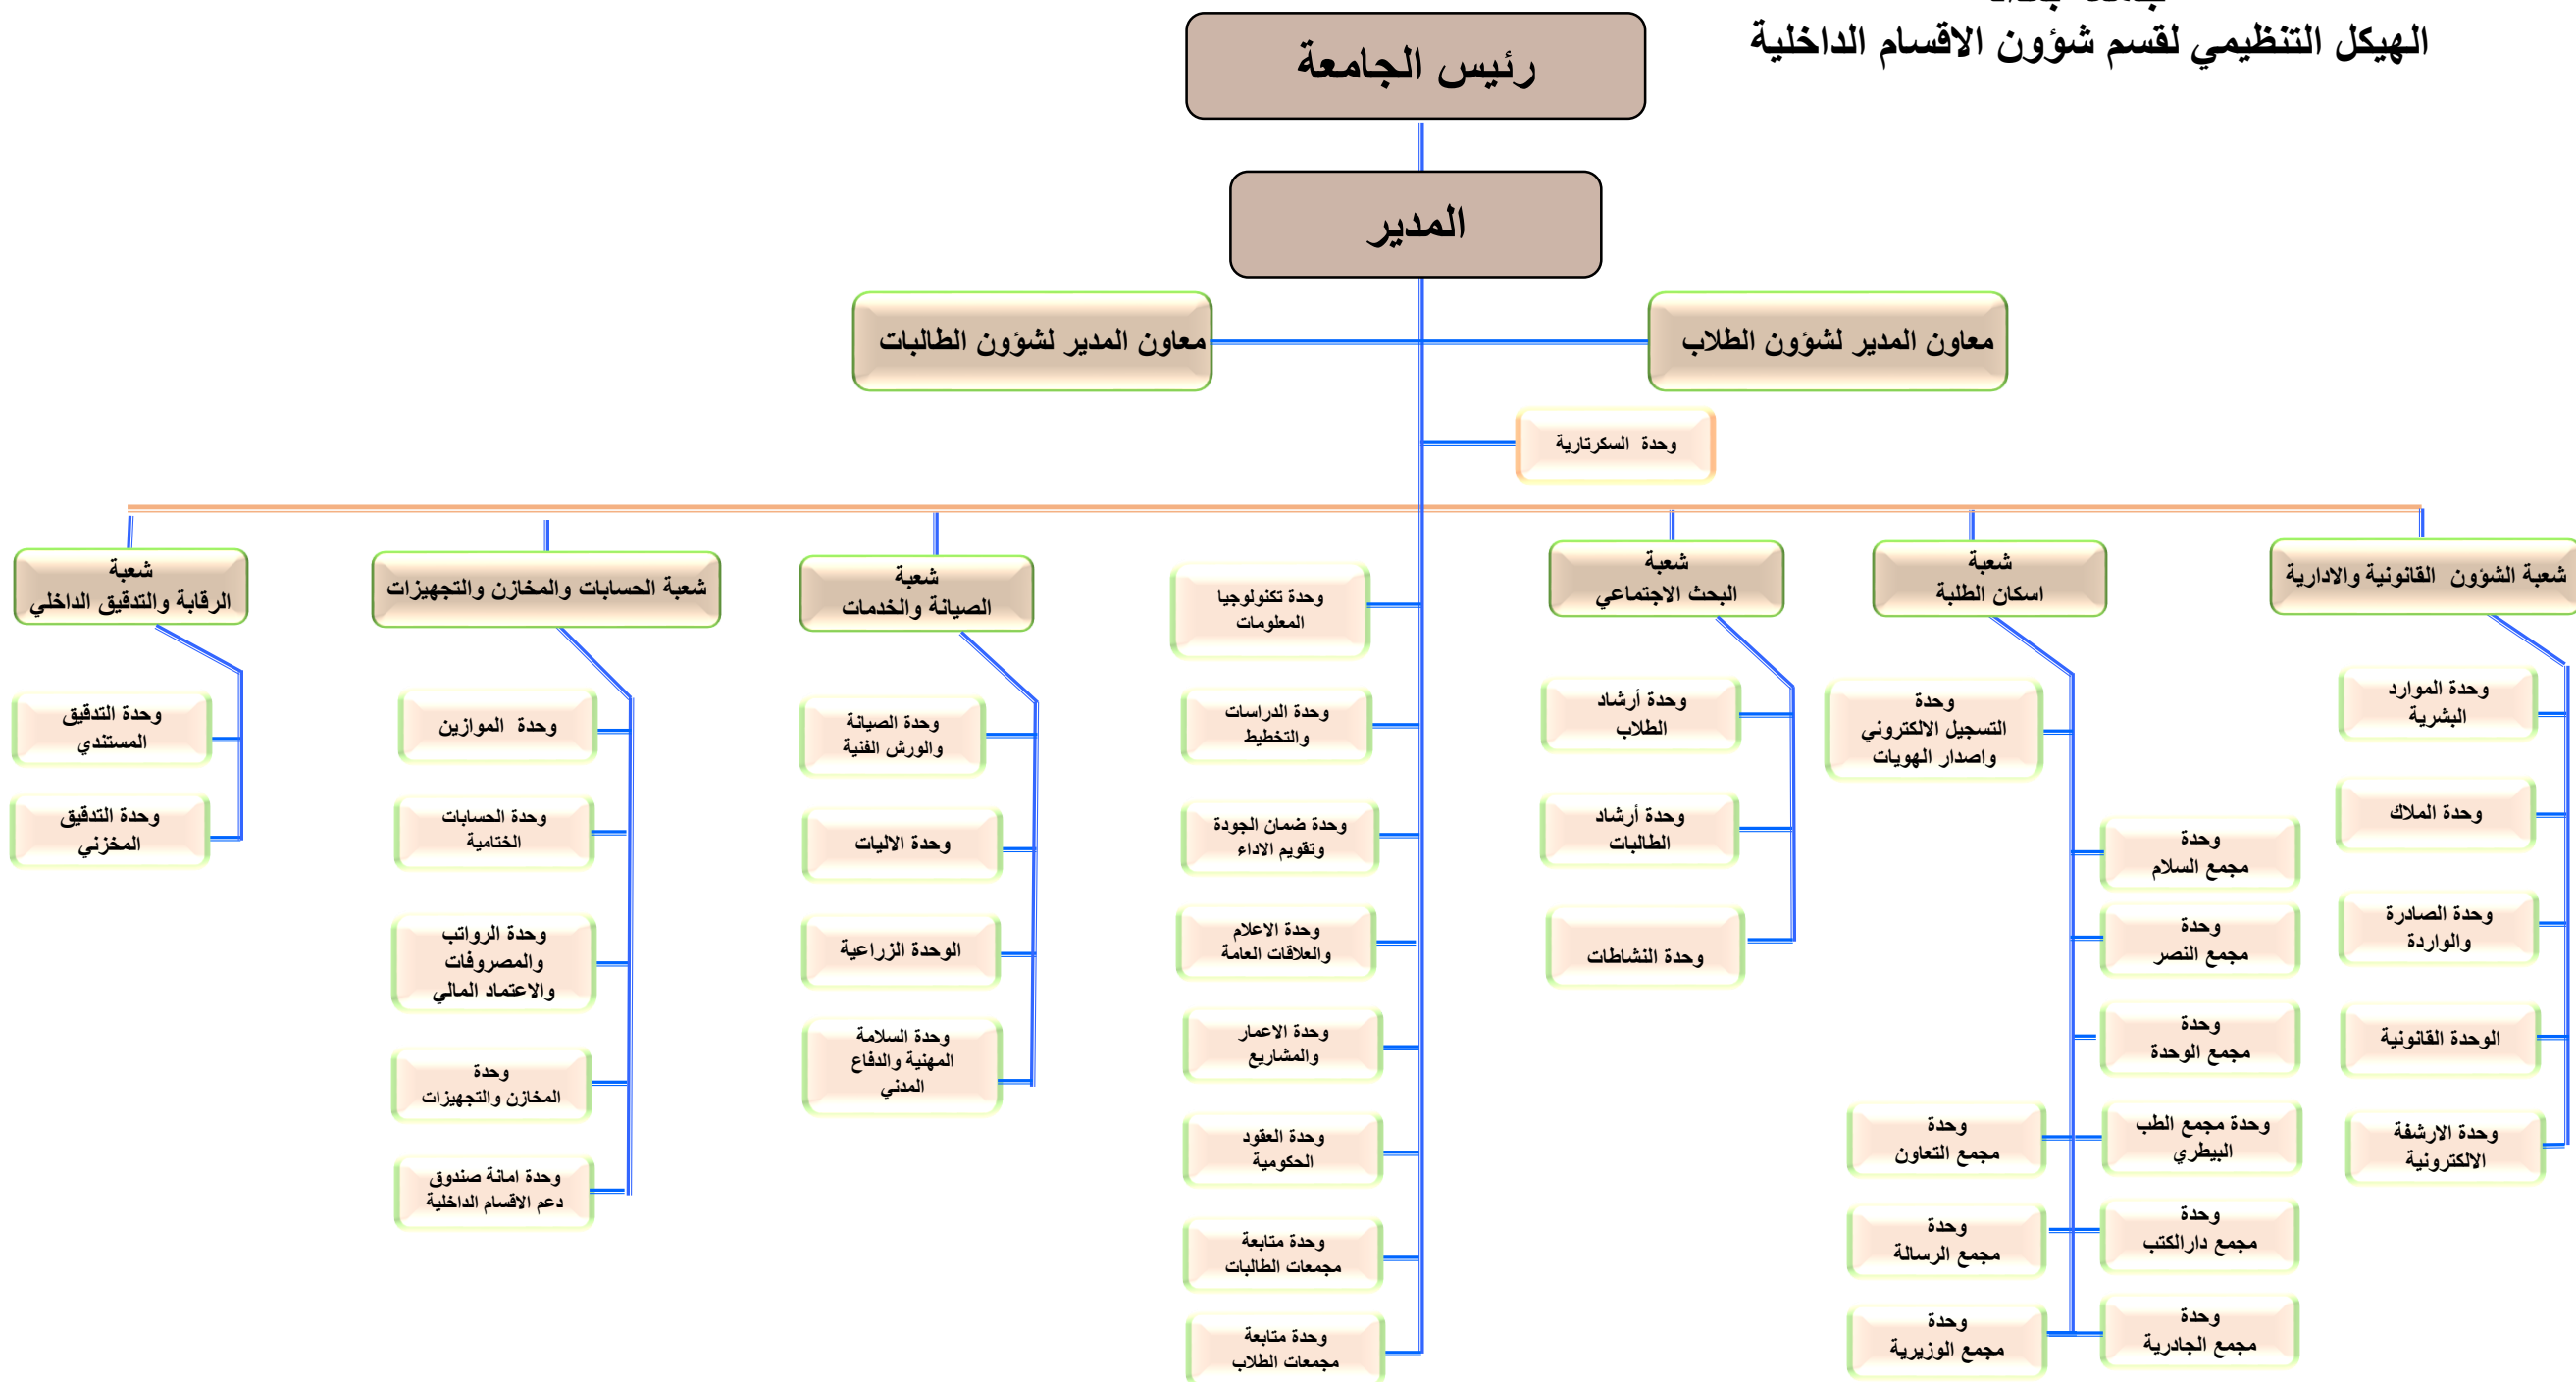 الهيكل التنظيمي لقسم شؤون الاقسام الداخلية
رئيس الجامعة
المدير
معاون المدير لشؤون الطلاب
معاون المدير لشؤون الطالبات
وحدة السكرتارية
شعبة الشؤون القانونية والادارية
شعبة
اسكان الطلبة
شعبة
البحث الاجتماعي
شعبة
الصيانة والخدمات
شعبة الحسابات والمخازن والتجهيزات
شعبة
الرقابة والتدقيق الداخلي
وحدة الموارد
البشرية
وحدة الملاك
وحدة الصادرة
والواردة
الوحدة القانونية
وحدة الارشفة
الالكترونية
وحدة
التسجيل الالكتروني
واصدار الهويات
وحدة
مجمع السلام
وحدة
مجمع النصر
وحدة
مجمع الوحدة
وحدة مجمع الطب
البيطري
وحدة
مجمع التعاون
وحدة
مجمع دارالكتب
وحدة
مجمع الرسالة
وحدة
مجمع الجادرية
وحدة
مجمع الوزيرية
وحدة أرشاد
الطلاب
وحدة أرشاد
الطالبات
وحدة النشاطات
وحدة تكنولوجيا
المعلومات
وحدة الدراسات
والتخطيط
وحدة ضمان الجودة
وتقويم الاداء
وحدة الاعلام
والعلاقات العامة
وحدة الاعمار
والمشاريع
وحدة العقود
الحكومية
وحدة متابعة
مجمعات الطالبات
وحدة متابعة
مجمعات الطلاب
وحدة الصيانة
والورش الفنية
وحدة الاليات
الوحدة الزراعية
وحدة السلامة
المهنية والدفاع
المدني
وحدة الموازين
وحدة الحسابات
الختامية
وحدة الرواتب
والمصروفات
والاعتماد المالي
وحدة
المخازن والتجهيزات
وحدة امانة صندوق
دعم الاقسام الداخلية
وحدة التدقيق
المستندي
وحدة التدقيق
المخزني